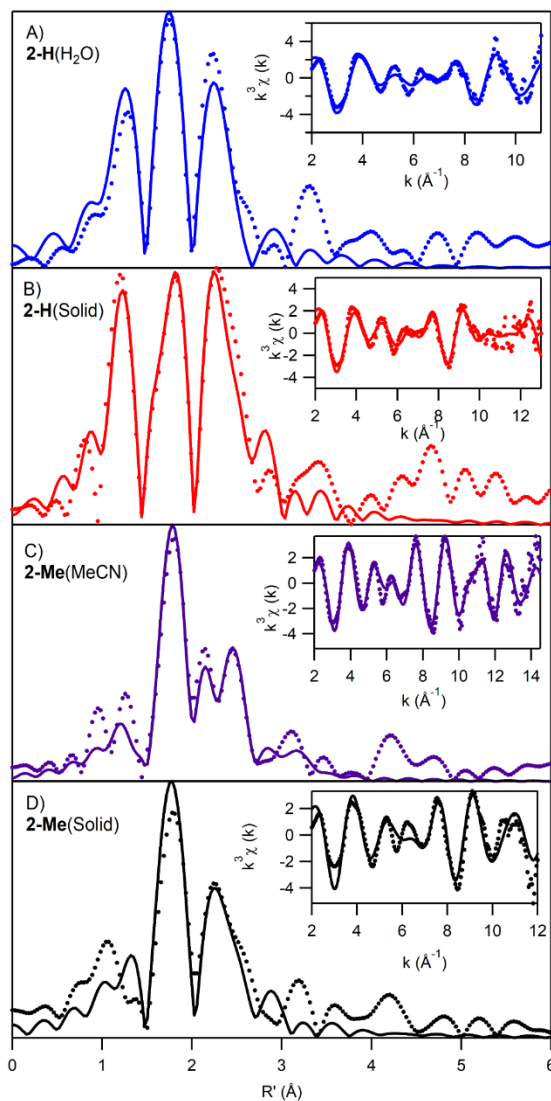 A)
2-H(H₂O)
k³χ (k)
4
0
-4
2 4 6 8 10
k (Å⁻¹)
B)
2-H(Solid)
k³χ (k)
4
2
0
-2
-4
2 4 6 8 10 12
k (Å⁻¹)
C)
2-Me(MeCN)
k³χ (k)
2
0
-2
-4
2 4 6 8 10 12 14
k (Å⁻¹)
D)
2-Me(Solid)
k³χ (k)
2
0
-2
-4
2 4 6 8 10 12
k (Å⁻¹)
0 1 2 3 4 5 6
R' (Å)